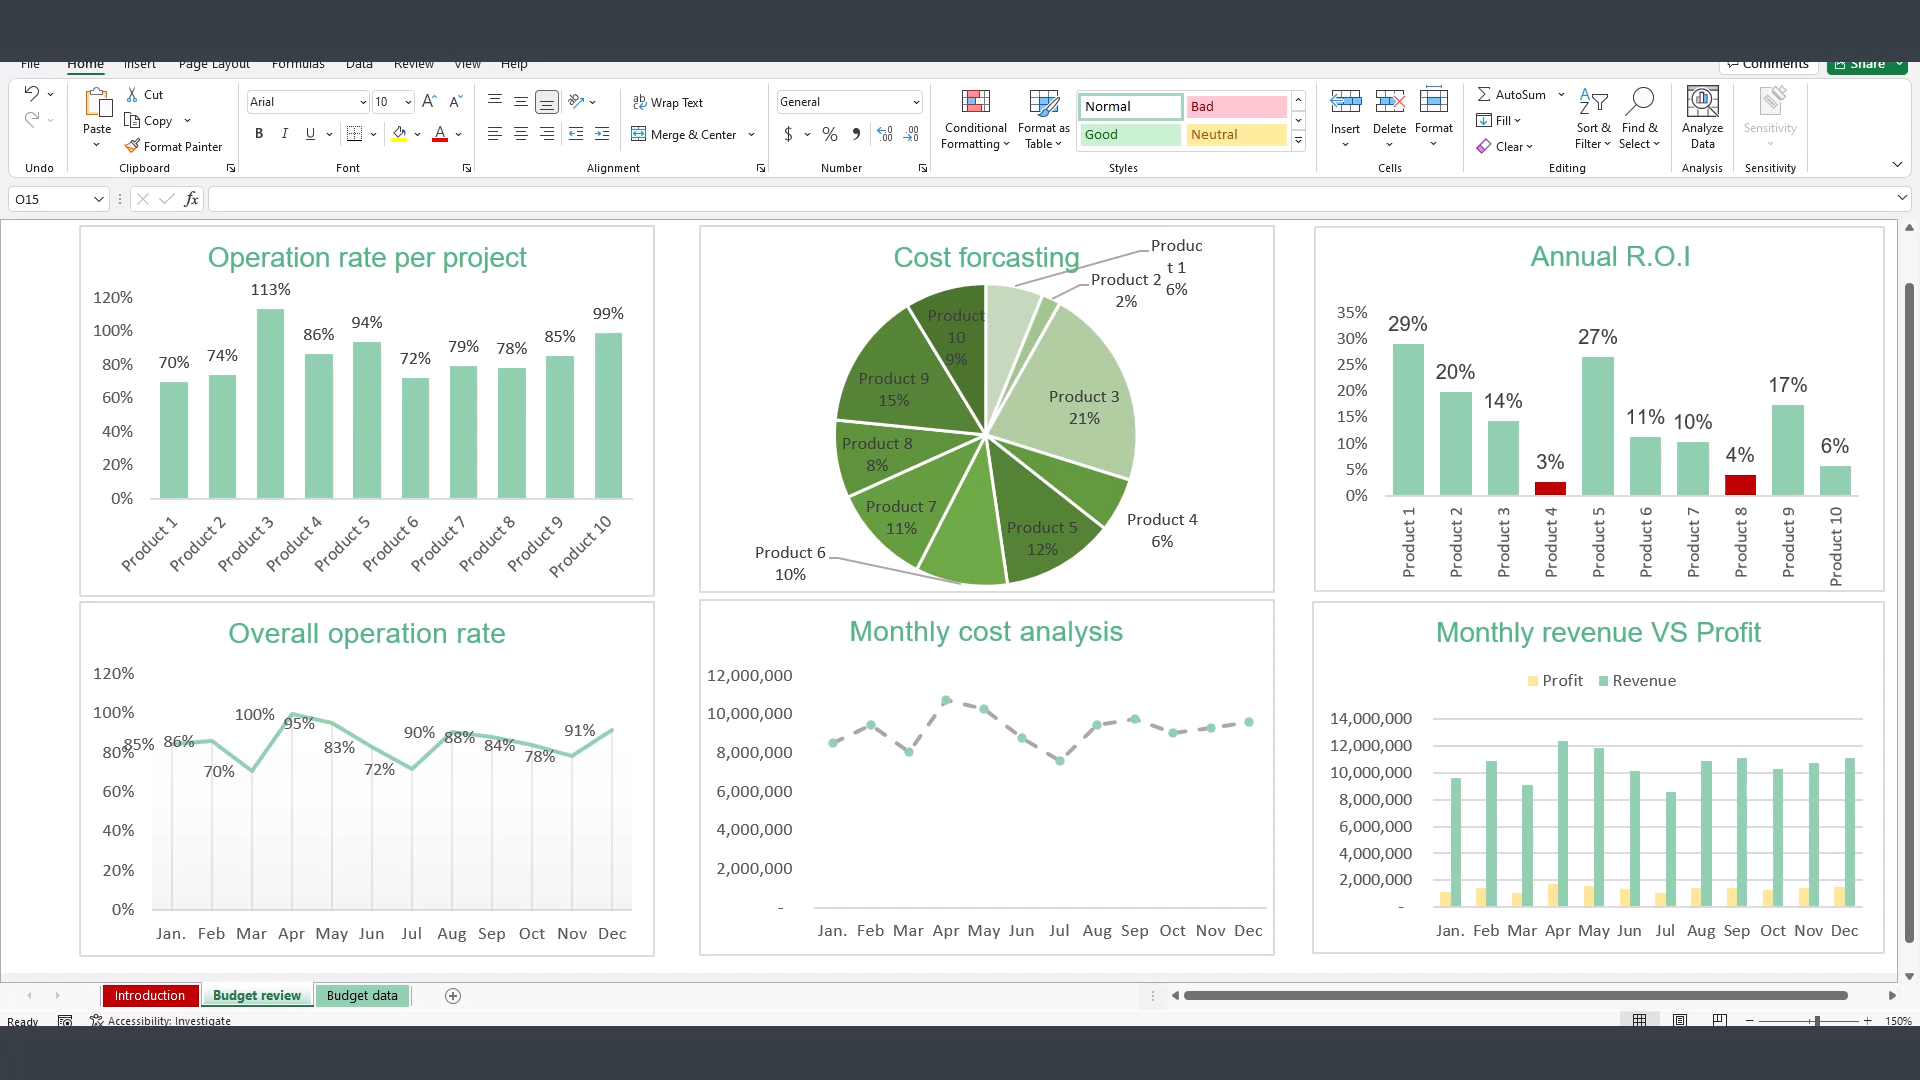 File Home Insert Page Layout Formulas Data Review View Help Comments Share
Cut
Copy
Format Painter
Paste
Undo
Clipboard
Arial 10
B I U A
Font
Wrap Text
Merge & Center
Alignment
General
$ % ,
Number
Conditional Formatting
Format as Table
Normal Bad
Good Neutral
Styles
Insert Delete Format
Cells
AutoSum
Fill
Clear
Sort & Filter
Find & Select
Editing
Analyze Data
Analysis
Sensitivity
Sensitivity
O15 fx
Operation rate per project
120%
100%
80%
60%
40%
20%
0%
70% 74% 113% 86% 94% 72% 79% 78% 85% 99%
Product 1 Product 2 Product 3 Product 4 Product 5 Product 6 Product 7 Product 8 Product 9 Product 10
Cost forcasting
Produc
t 1
6%
Product 2
2%
Product 3
21%
Product 4
6%
Product 5
12%
Product 6
10%
Product 7
11%
Product 8
8%
Product 9
15%
Product
10
9%
Annual R.O.I
35%
30%
25%
20%
15%
10%
5%
0%
29% 20% 14% 3% 27% 11% 10% 4% 17% 6%
Product 1 Product 2 Product 3 Product 4 Product 5 Product 6 Product 7 Product 8 Product 9 Product 10
Overall operation rate
120%
100%
80%
60%
40%
20%
0%
85% 86% 70% 100% 95% 83% 72% 90% 88% 84% 78% 91%
Jan. Feb Mar Apr May Jun Jul Aug Sep Oct Nov Dec
Monthly cost analysis
12,000,000
10,000,000
8,000,000
6,000,000
4,000,000
2,000,000
-
Jan. Feb Mar Apr May Jun Jul Aug Sep Oct Nov Dec
Monthly revenue VS Profit
Profit Revenue
14,000,000
12,000,000
10,000,000
8,000,000
6,000,000
4,000,000
2,000,000
-
Jan. Feb Mar Apr May Jun Jul Aug Sep Oct Nov Dec
Introduction Budget review Budget data
Ready Accessibility: Investigate 150%